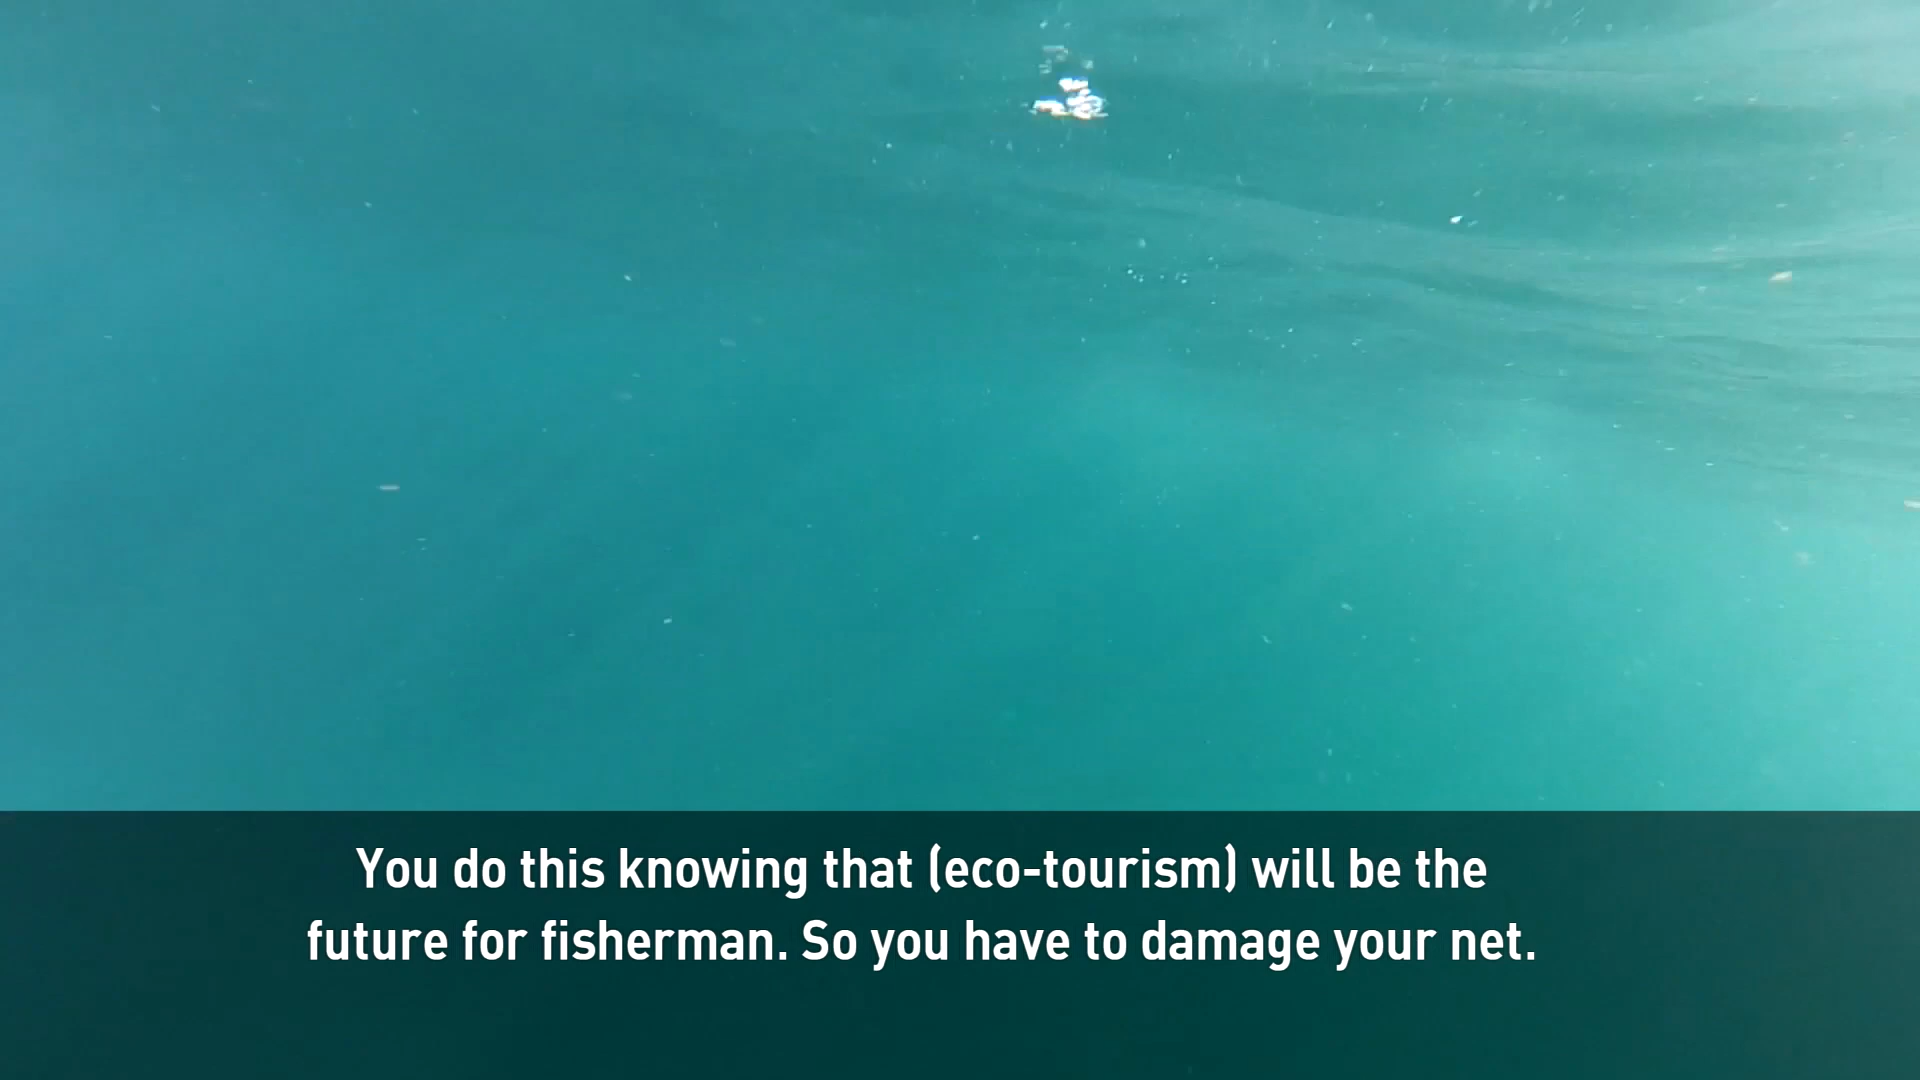 You do this knowing that (eco-tourism) will be the
future for fisherman. So you have to damage your net.